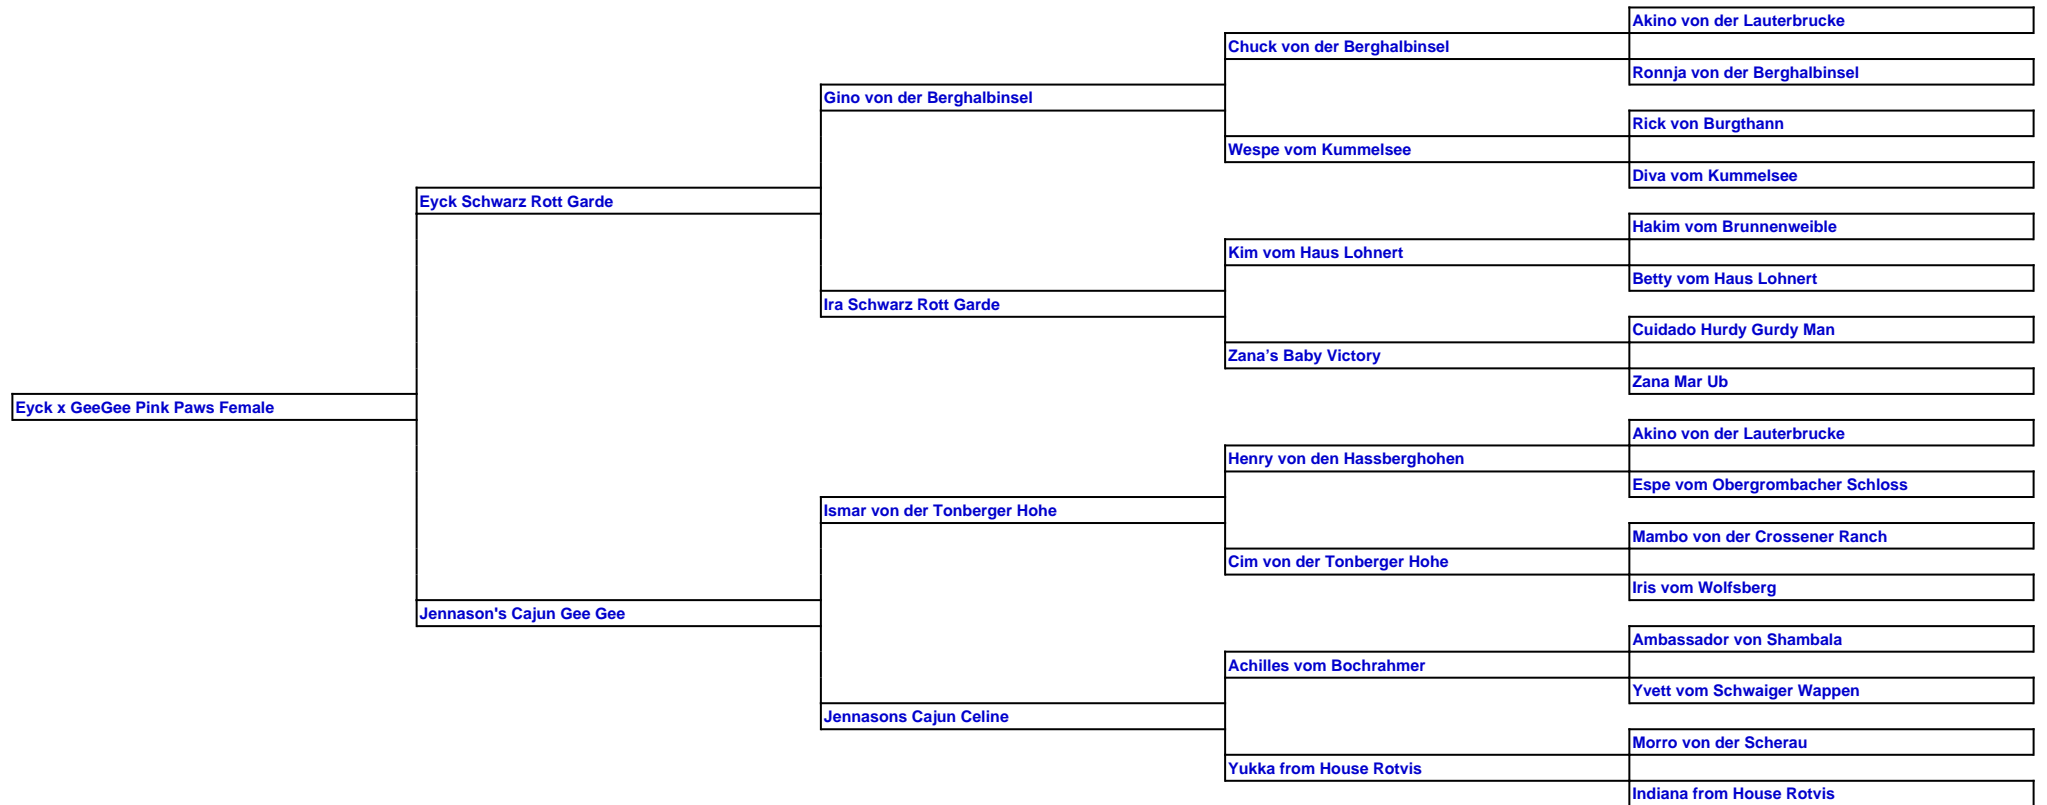 Akino von der Lauterbrucke
Chuck von der Berghalbinsel
Ronnja von der Berghalbinsel
Gino von der Berghalbinsel
Rick von Burgthann
Wespe vom Kummelsee
Diva vom Kummelsee
Eyck Schwarz Rott Garde
Hakim vom Brunnenweible
Kim vom Haus Lohnert
Betty vom Haus Lohnert
Ira Schwarz Rott Garde
Cuidado Hurdy Gurdy Man
Zana’s Baby Victory
Zana Mar Ub
Eyck x GeeGee Pink Paws Female
Akino von der Lauterbrucke
Henry von den Hassberghohen
Espe vom Obergrombacher Schloss
Ismar von der Tonberger Hohe
Mambo von der Crossener Ranch
Cim von der Tonberger Hohe
Iris vom Wolfsberg
Jennason's Cajun Gee Gee
Ambassador von Shambala
Achilles vom Bochrahmer
Yvett vom Schwaiger Wappen
Jennasons Cajun Celine
Morro von der Scherau
Yukka from House Rotvis
Indiana from House Rotvis